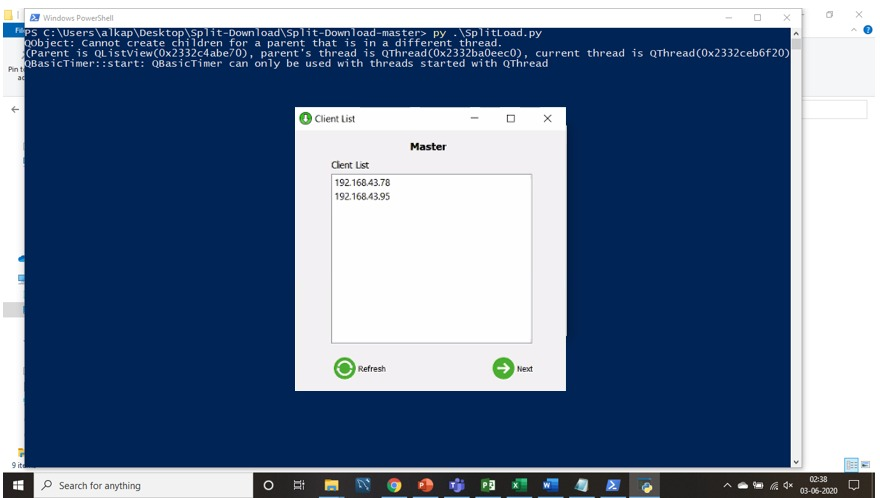 Windows PowerShell
PS C:\Users\alkap\Desktop\Split-Download\Split-Download-master> py .\SplitLoad.py
QObject: Cannot create children for a parent that is in a different thread.
(Parent is QListView(0x2332c4abe70), parent's thread is QThread(0x2332ba0eec0), current thread is QThread(0x2332ceb6f20)
QBasicTimer::start: QBasicTimer can only be used with threads started with QThread
Client List
Master
Client List
192.168.43.78
192.168.43.95
Refresh
Next
Search for anything
02:38
03-06-2020